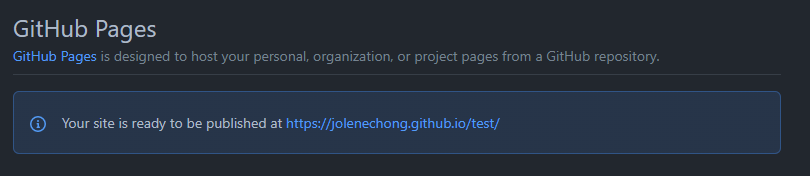 GitHub Pages
GitHub Pages is designed to host your personal, organization, or project pages from a GitHub repository.
Your site is ready to be published at https://jolenechong.github.io/test/